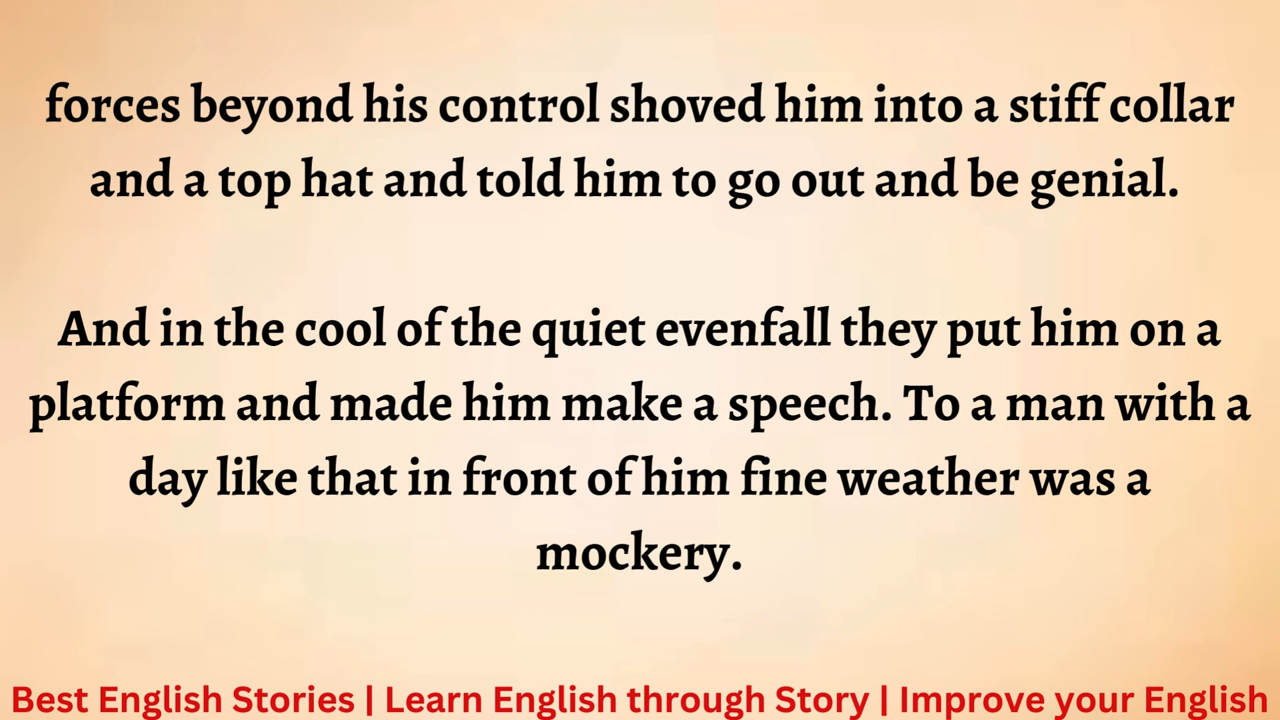 forces beyond his control shoved him into a stiff collar
and a top hat and told him to go out and be genial.
And in the cool of the quiet evenfall they put him on a
platform and made him make a speech. To a man with a
day like that in front of him fine weather was a
mockery.
Best English Stories | Learn English through Story | Improve your English